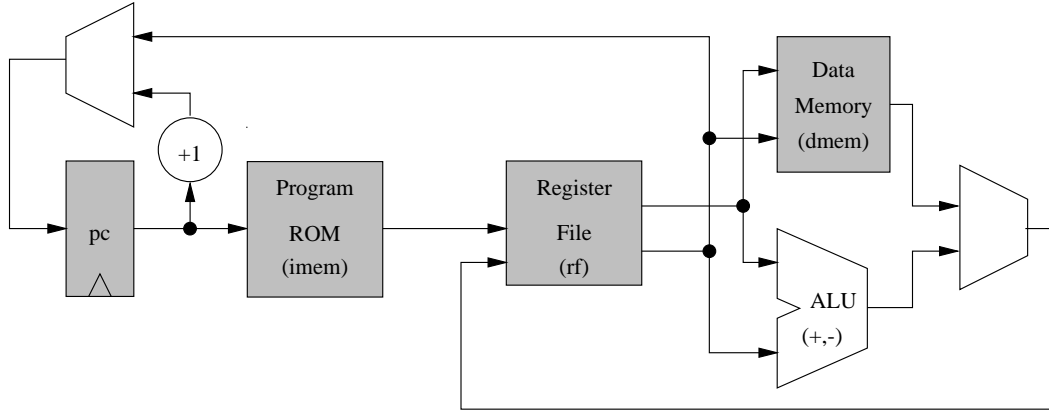 Data
Memory
(dmem)
+1
Program
ROM
(imem)
Register
File
(rf)
pc
ALU
(+,-)